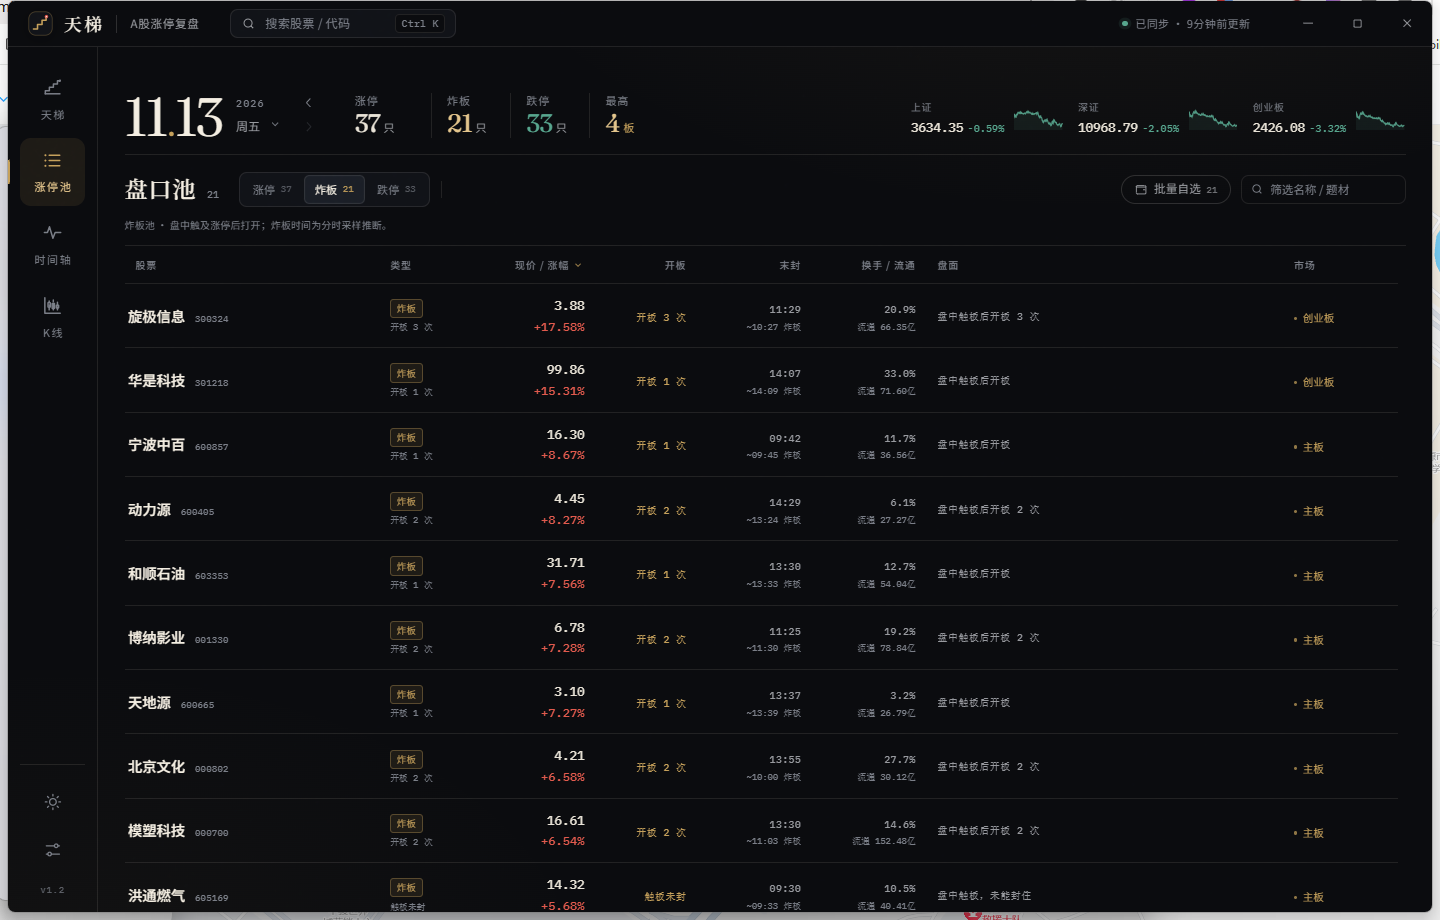 天梯 A股涨停复盘 搜索股票 / 代码 Ctrl K 已同步 · 9分钟前更新
天梯
涨停池
时间轴
K线
v1.2
11.13 2026 周五
涨停 37 只
炸板 21 只
跌停 33 只
最高 4 板
上证 3634.35 -0.59%
深证 10968.79 -2.05%
创业板 2426.08 -3.32%
盘口池 21 涨停 37 炸板 21 跌停 33 批量自选 21 筛选名称 / 题材
炸板池 · 盘中触及涨停后打开；炸板时间为分时采样推断。
股票 类型 现价 / 涨幅 开板 末封 换手 / 流通 盘面 市场
炸板 3.88 11:29 20.9%
旋极信息 300324 开板 3 次 盘中触板后开板 3 次 创业板
开板 3 次 +17.58% ~10:27 炸板 流通 66.35亿
炸板 99.86 14:07 33.0%
华是科技 301218 开板 1 次 盘中触板后开板 创业板
开板 1 次 +15.31% ~14:09 炸板 流通 71.60亿
炸板 16.30 09:42 11.7%
宁波中百 600857 开板 1 次 盘中触板后开板 主板
开板 1 次 +8.67% ~09:45 炸板 流通 36.56亿
炸板 4.45 14:29 6.1%
动力源 600405 开板 2 次 盘中触板后开板 2 次 主板
开板 2 次 +8.27% ~13:24 炸板 流通 27.27亿
炸板 31.71 13:30 12.7%
和顺石油 603353 开板 1 次 盘中触板后开板 主板
开板 1 次 +7.56% ~13:33 炸板 流通 54.04亿
炸板 6.78 11:25 19.2%
博纳影业 001330 开板 2 次 盘中触板后开板 2 次 主板
开板 2 次 +7.28% ~11:30 炸板 流通 78.84亿
炸板 3.10 13:37 3.2%
天地源 600665 开板 1 次 盘中触板后开板 主板
开板 1 次 +7.27% ~13:39 炸板 流通 26.79亿
炸板 4.21 13:55 27.7%
北京文化 000802 开板 2 次 盘中触板后开板 2 次 主板
开板 2 次 +6.58% ~10:00 炸板 流通 30.12亿
炸板 16.61 13:30 14.6%
模塑科技 000700 开板 2 次 盘中触板后开板 2 次 主板
开板 2 次 +6.54% ~11:03 炸板 流通 152.48亿
炸板 14.32 09:30 10.5%
洪通燃气 605169 触板未封 盘中触板，未能封住 主板
触板未封 +5.68% ~09:33 炸板 流通 40.41亿